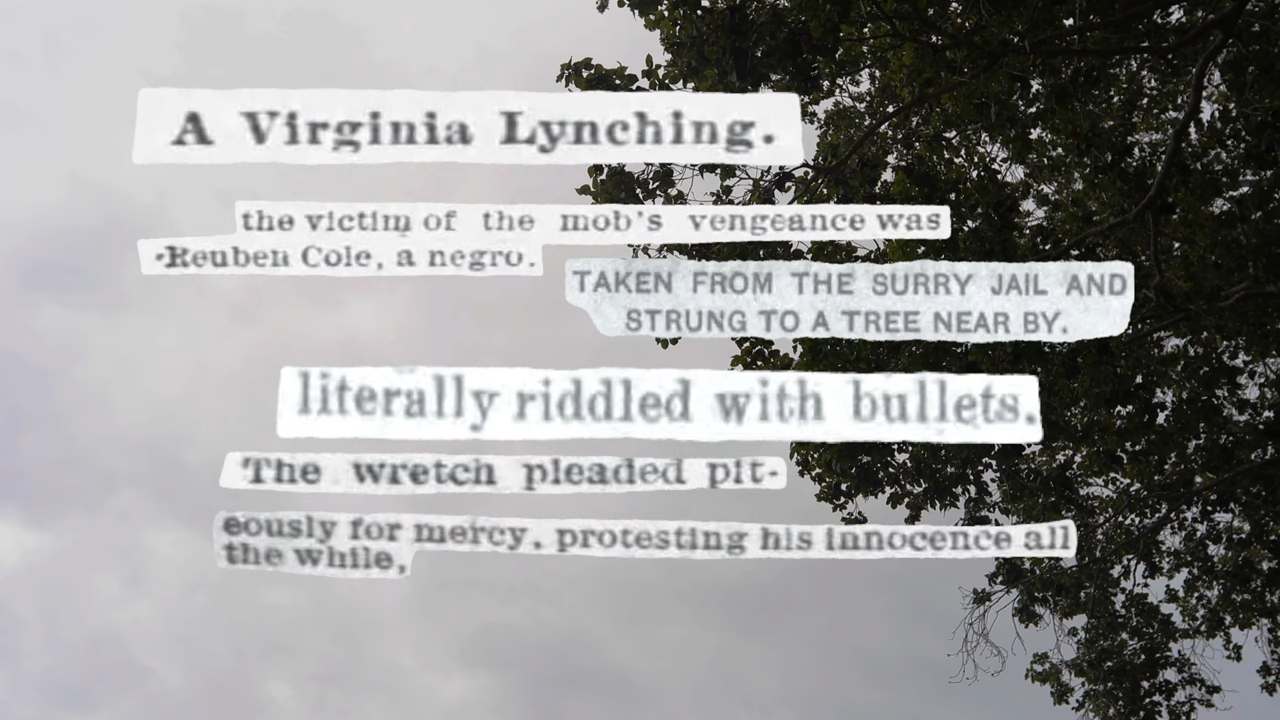 A Virginia Lynching.
the victim of the mob's vengeance was
Reuben Cole, a negro.
TAKEN FROM THE SURRY JAIL AND
STRUNG TO A TREE NEAR BY.
literally riddled with bullets.
The wretch pleaded pit-
eously for mercy, protesting his innocence all
the while,